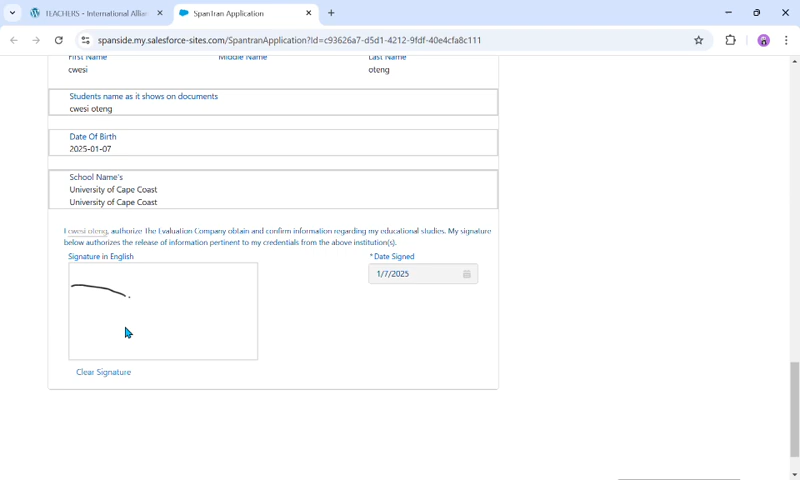 TEACHERS - International Allian
SpanTran Application
spanside.my.salesforce-sites.com/SpantranApplication?Id=c93626a7-d5d1-4212-9fdf-40e4cfa8c111
First Name
Middle Name
Last Name
cwesi
oteng
Students name as it shows on documents
cwesi oteng
Date Of Birth
2025-01-07
School Name's
University of Cape Coast
University of Cape Coast
I cwesi oteng, authorize The Evaluation Company obtain and confirm information regarding my educational studies. My signature
below authorizes the release of information pertinent to my credentials from the above institution(s).
Signature in English
*Date Signed
1/7/2025
Clear Signature